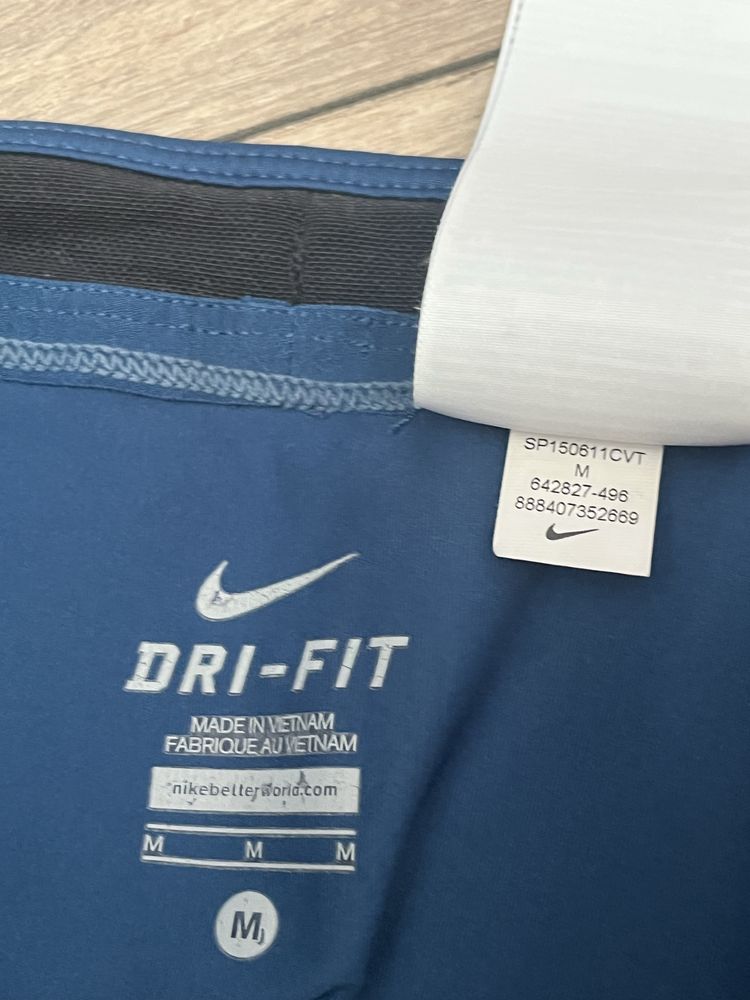 SP150611CVT
M
642827-496
888407352669
DRI-FIT
MADE IN VIETNAM
FABRIQUE AU VIETNAM
nikebetterworld.com
M M M
M